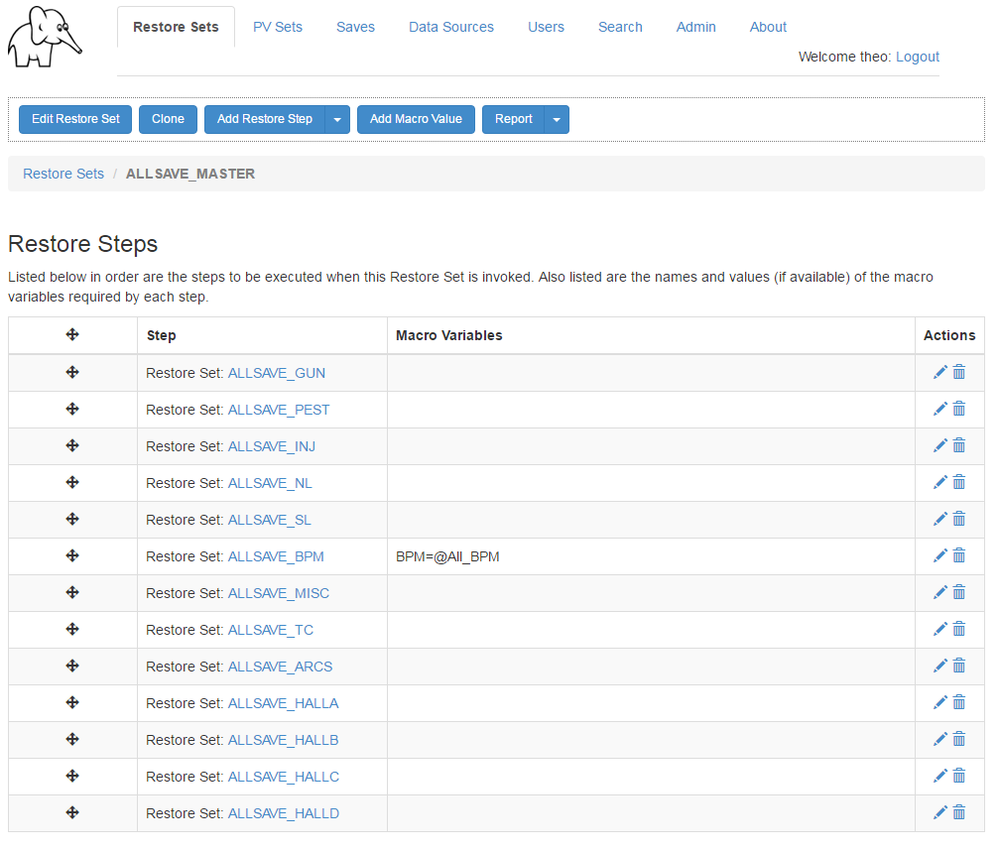 Restore Sets PV Sets Saves Data Sources Users Search Admin About
Welcome theo: Logout
Edit Restore Set Clone Add Restore Step Add Macro Value Report
Restore Sets / ALLSAVE_MASTER
Restore Steps
Listed below in order are the steps to be executed when this Restore Set is invoked. Also listed are the names and values (if available) of the macro
variables required by each step.
Step Macro Variables Actions
Restore Set: ALLSAVE_GUN
Restore Set: ALLSAVE_PEST
Restore Set: ALLSAVE_INJ
Restore Set: ALLSAVE_NL
Restore Set: ALLSAVE_SL
Restore Set: ALLSAVE_BPM BPM=@All_BPM
Restore Set: ALLSAVE_MISC
Restore Set: ALLSAVE_TC
Restore Set: ALLSAVE_ARCS
Restore Set: ALLSAVE_HALLA
Restore Set: ALLSAVE_HALLB
Restore Set: ALLSAVE_HALLC
Restore Set: ALLSAVE_HALLD